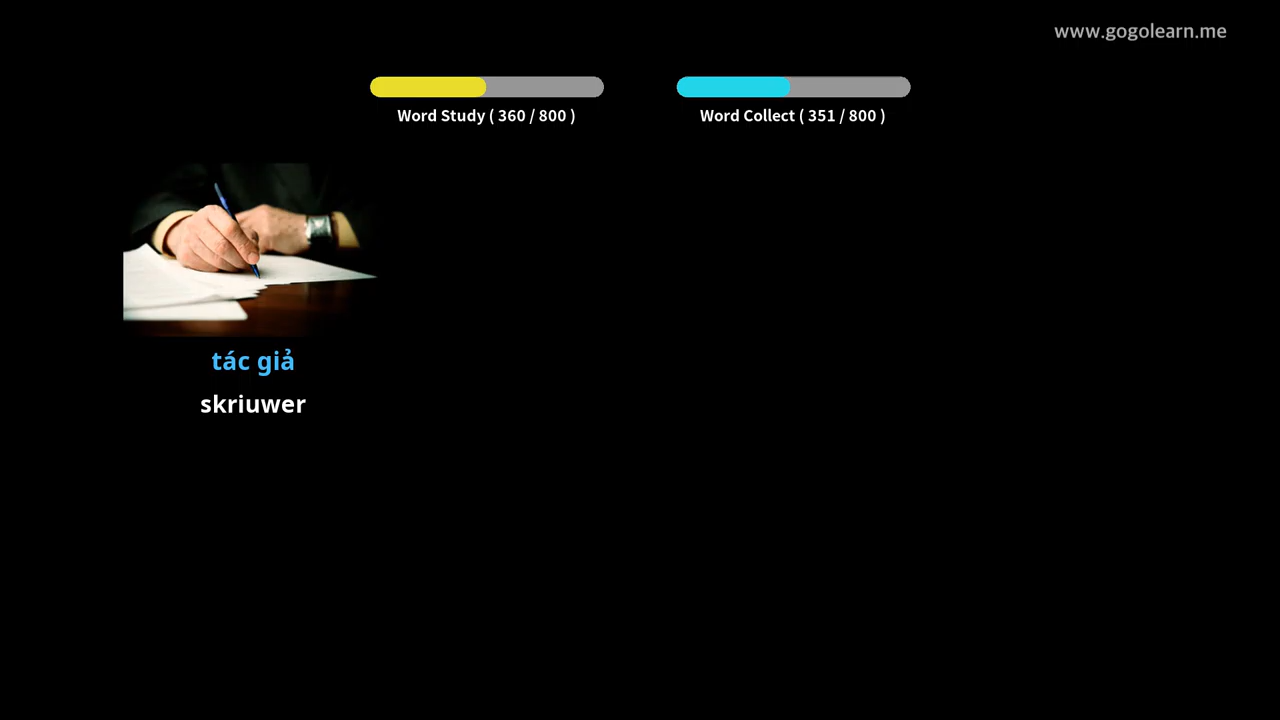 www.gogolearn.me
Word Study ( 360 / 800 )
Word Collect ( 351 / 800 )
tác giả
skriuwer